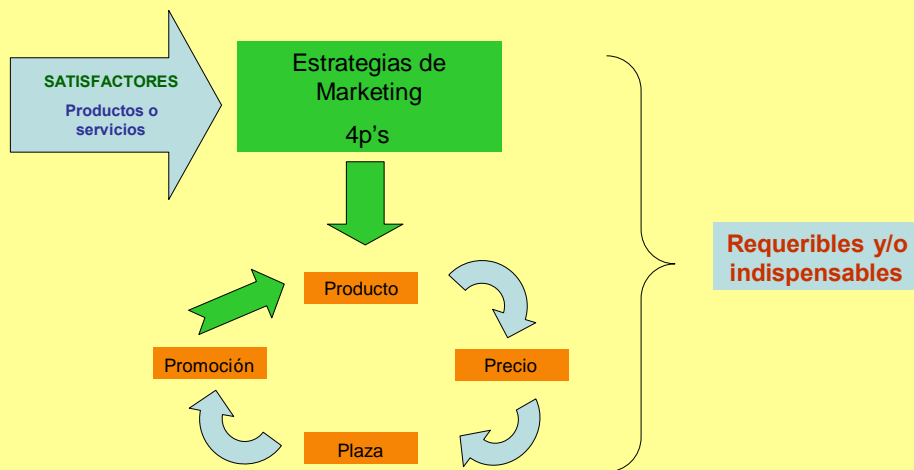 SATISFACTORES
Productos o
servicios
Estrategias de
Marketing
4p's
Producto
Promoción
Precio
Plaza
Requeribles y/o
indispensables